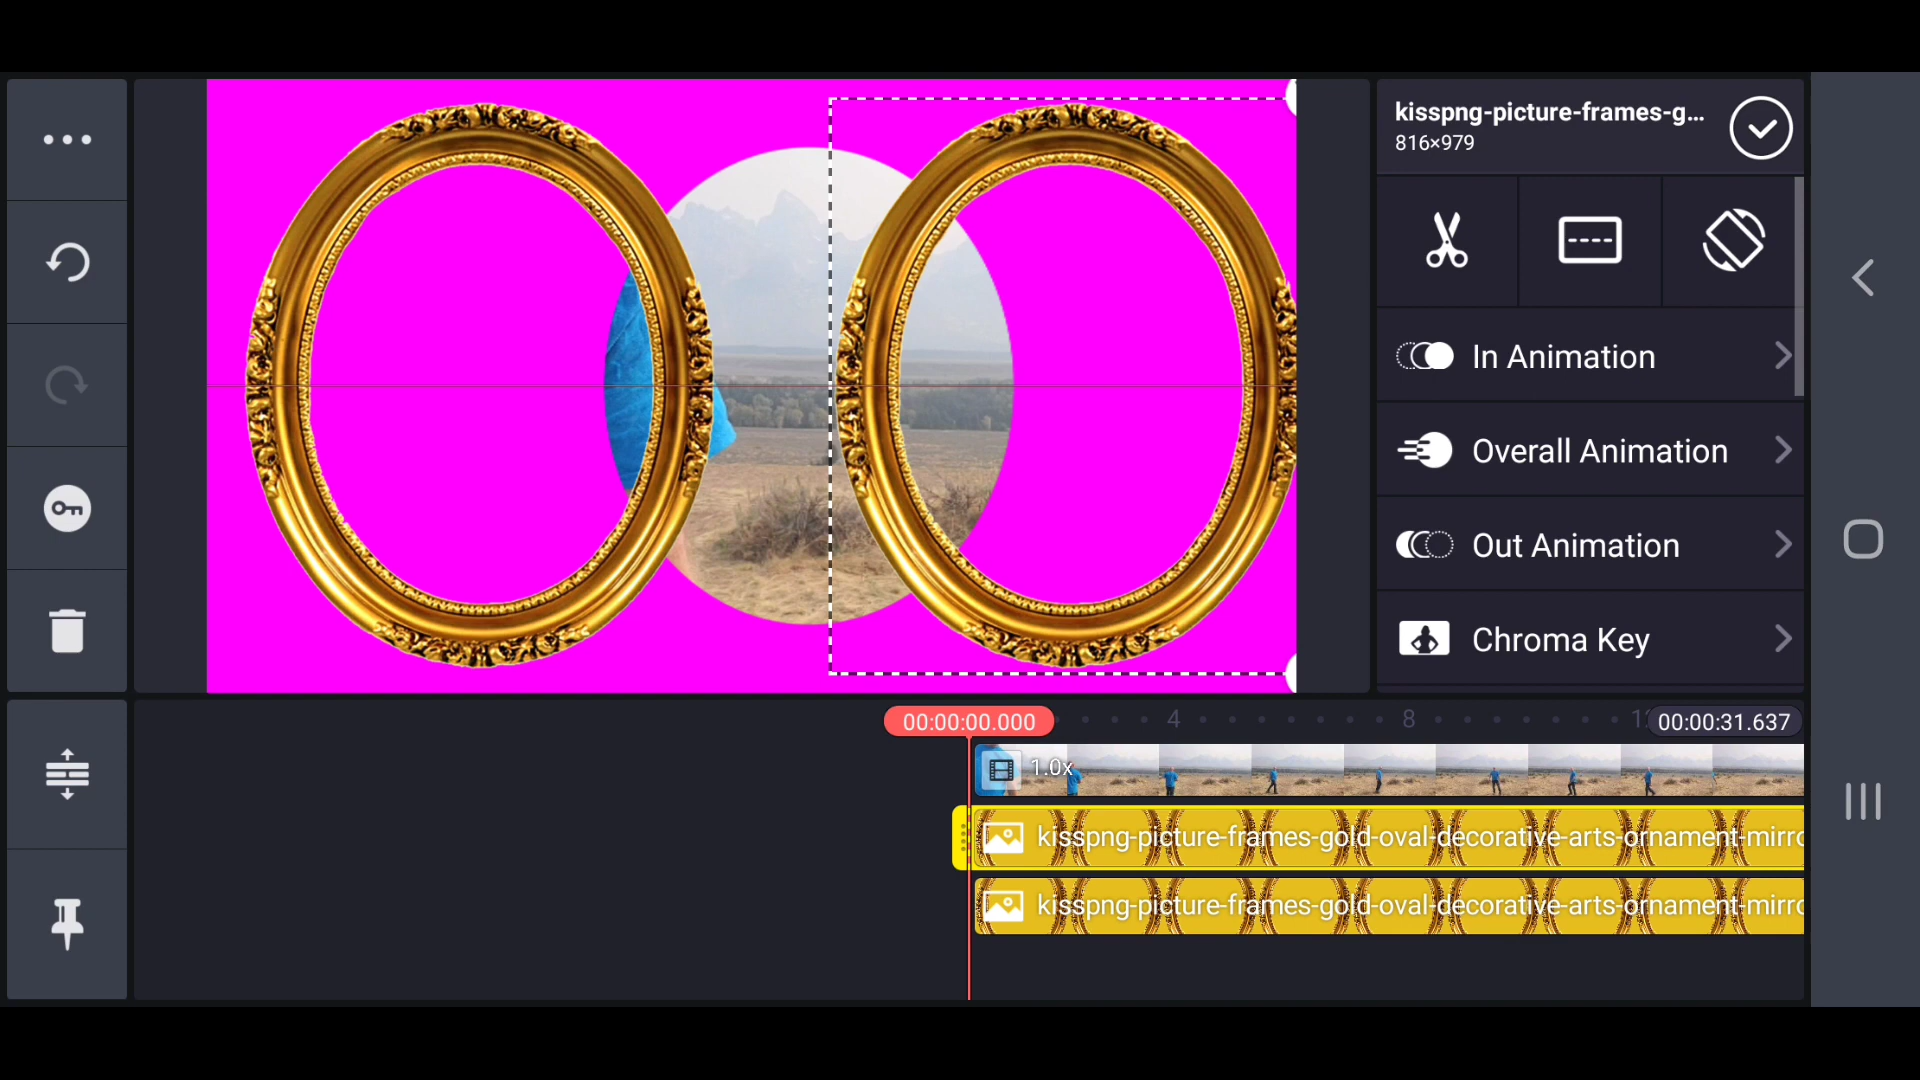 kisspng-picture-frames-g...
816×979
In Animation
Overall Animation
Out Animation
Chroma Key
00:00:00.000
4
8
00:00:31.637
1.0x
kisspng-picture-frames-gold-oval-decorative-arts-ornament-mirro
kisspng-picture-frames-gold-oval-decorative-arts-ornament-mirro